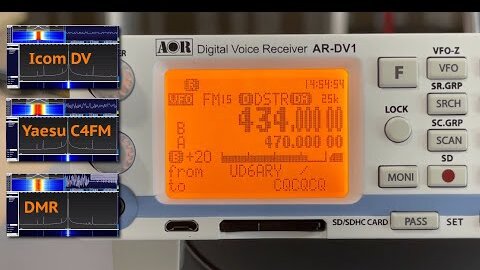 Icom DV
Yaesu C4FM
DMR
AOR Digital Voice Receiver AR-DV1
R 14:54:54
VFO FM15 D DSTR DA 25k
B 434.000 00
A 470.000 00
B +20
from UD6ARY /
to CQCQCQ
F
LOCK
MONI
VFO-Z
VFO
SR.GRP
SRCH
SC.GRP
SCAN
SD
SD/SDHC CARD PASS SET